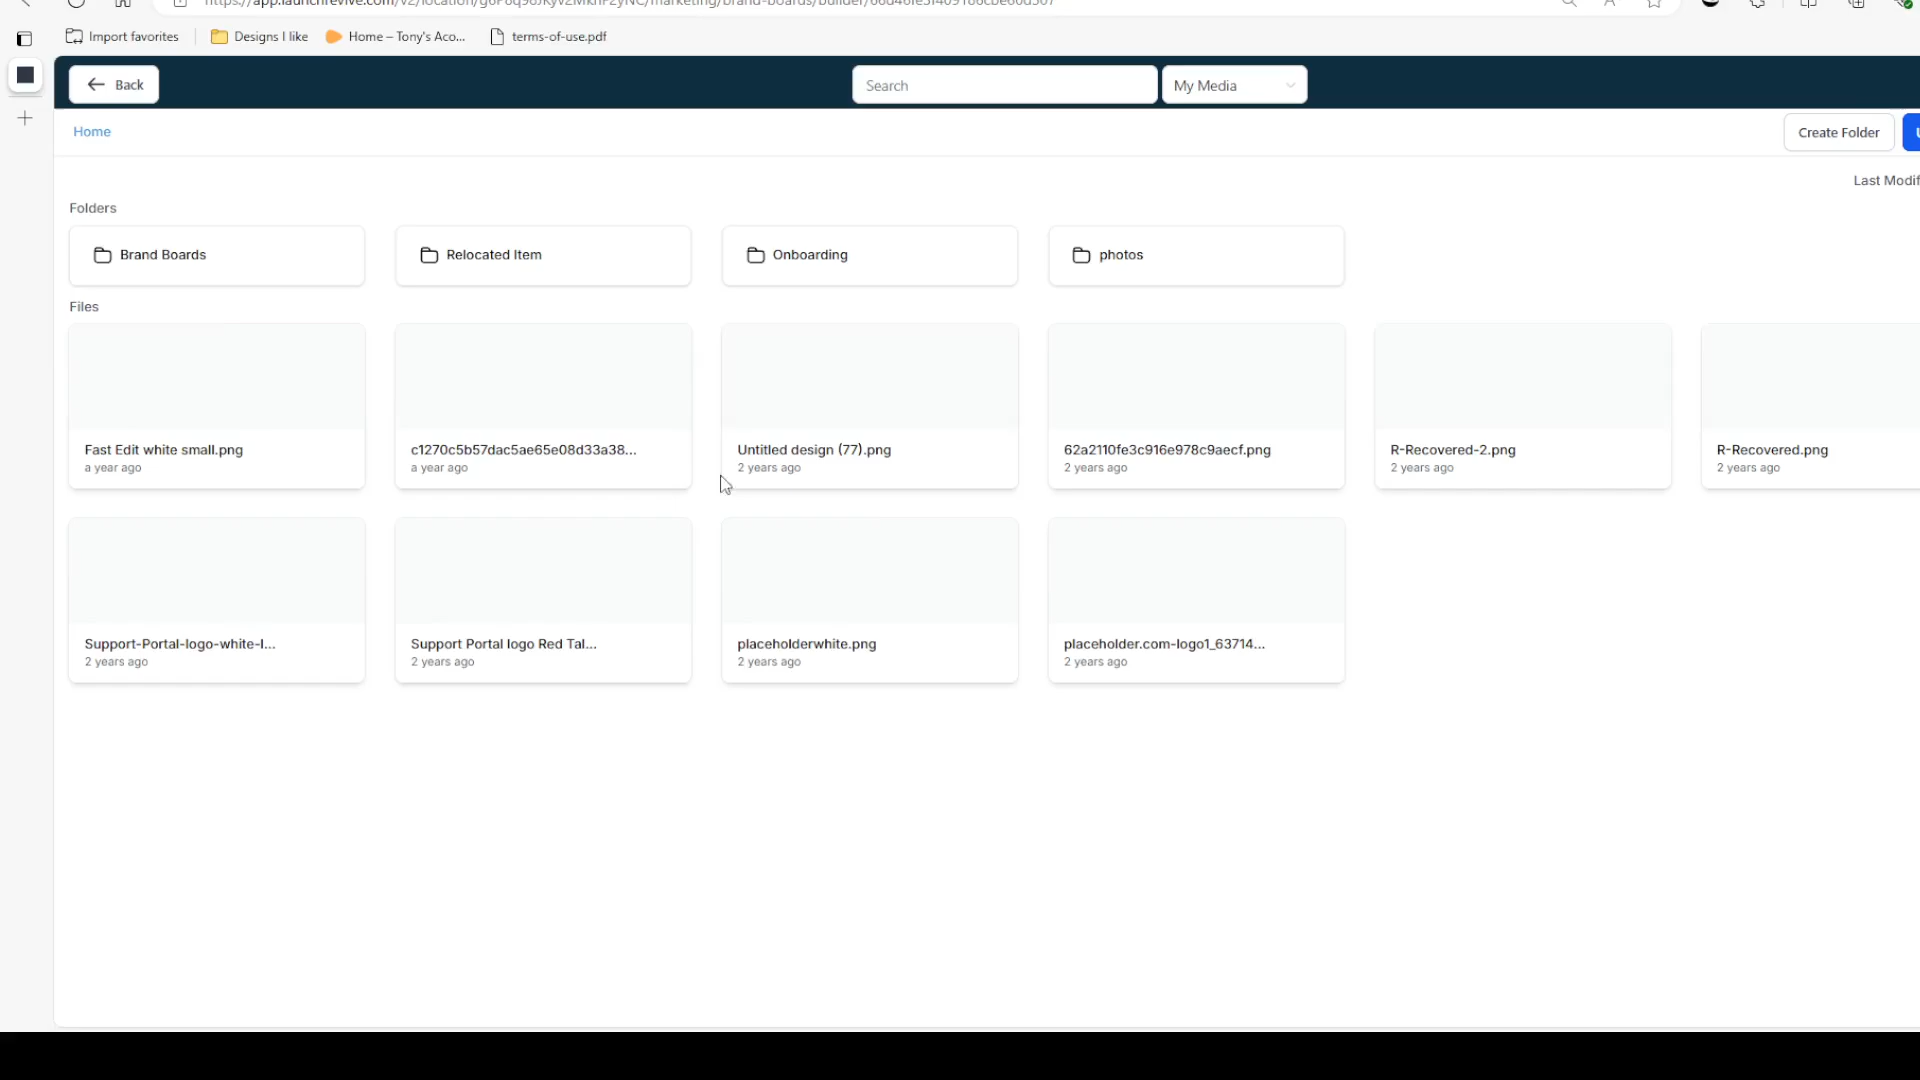 Import favorites
Designs I like
Home – Tony's Aco...
terms-of-use.pdf
Back
Search
My Media
Home
Create Folder
Last Modif
Folders
Brand Boards
Relocated Item
Onboarding
photos
Files
Fast Edit white small.png
a year ago
c1270c5b57dac5ae65e08d33a38...
a year ago
Untitled design (77).png
2 years ago
62a2110fe3c916e978c9aecf.png
2 years ago
R-Recovered-2.png
2 years ago
R-Recovered.png
2 years ago
Support-Portal-logo-white-l...
2 years ago
Support Portal logo Red Tal...
2 years ago
placeholderwhite.png
2 years ago
placeholder.com-logo1_63714...
2 years ago